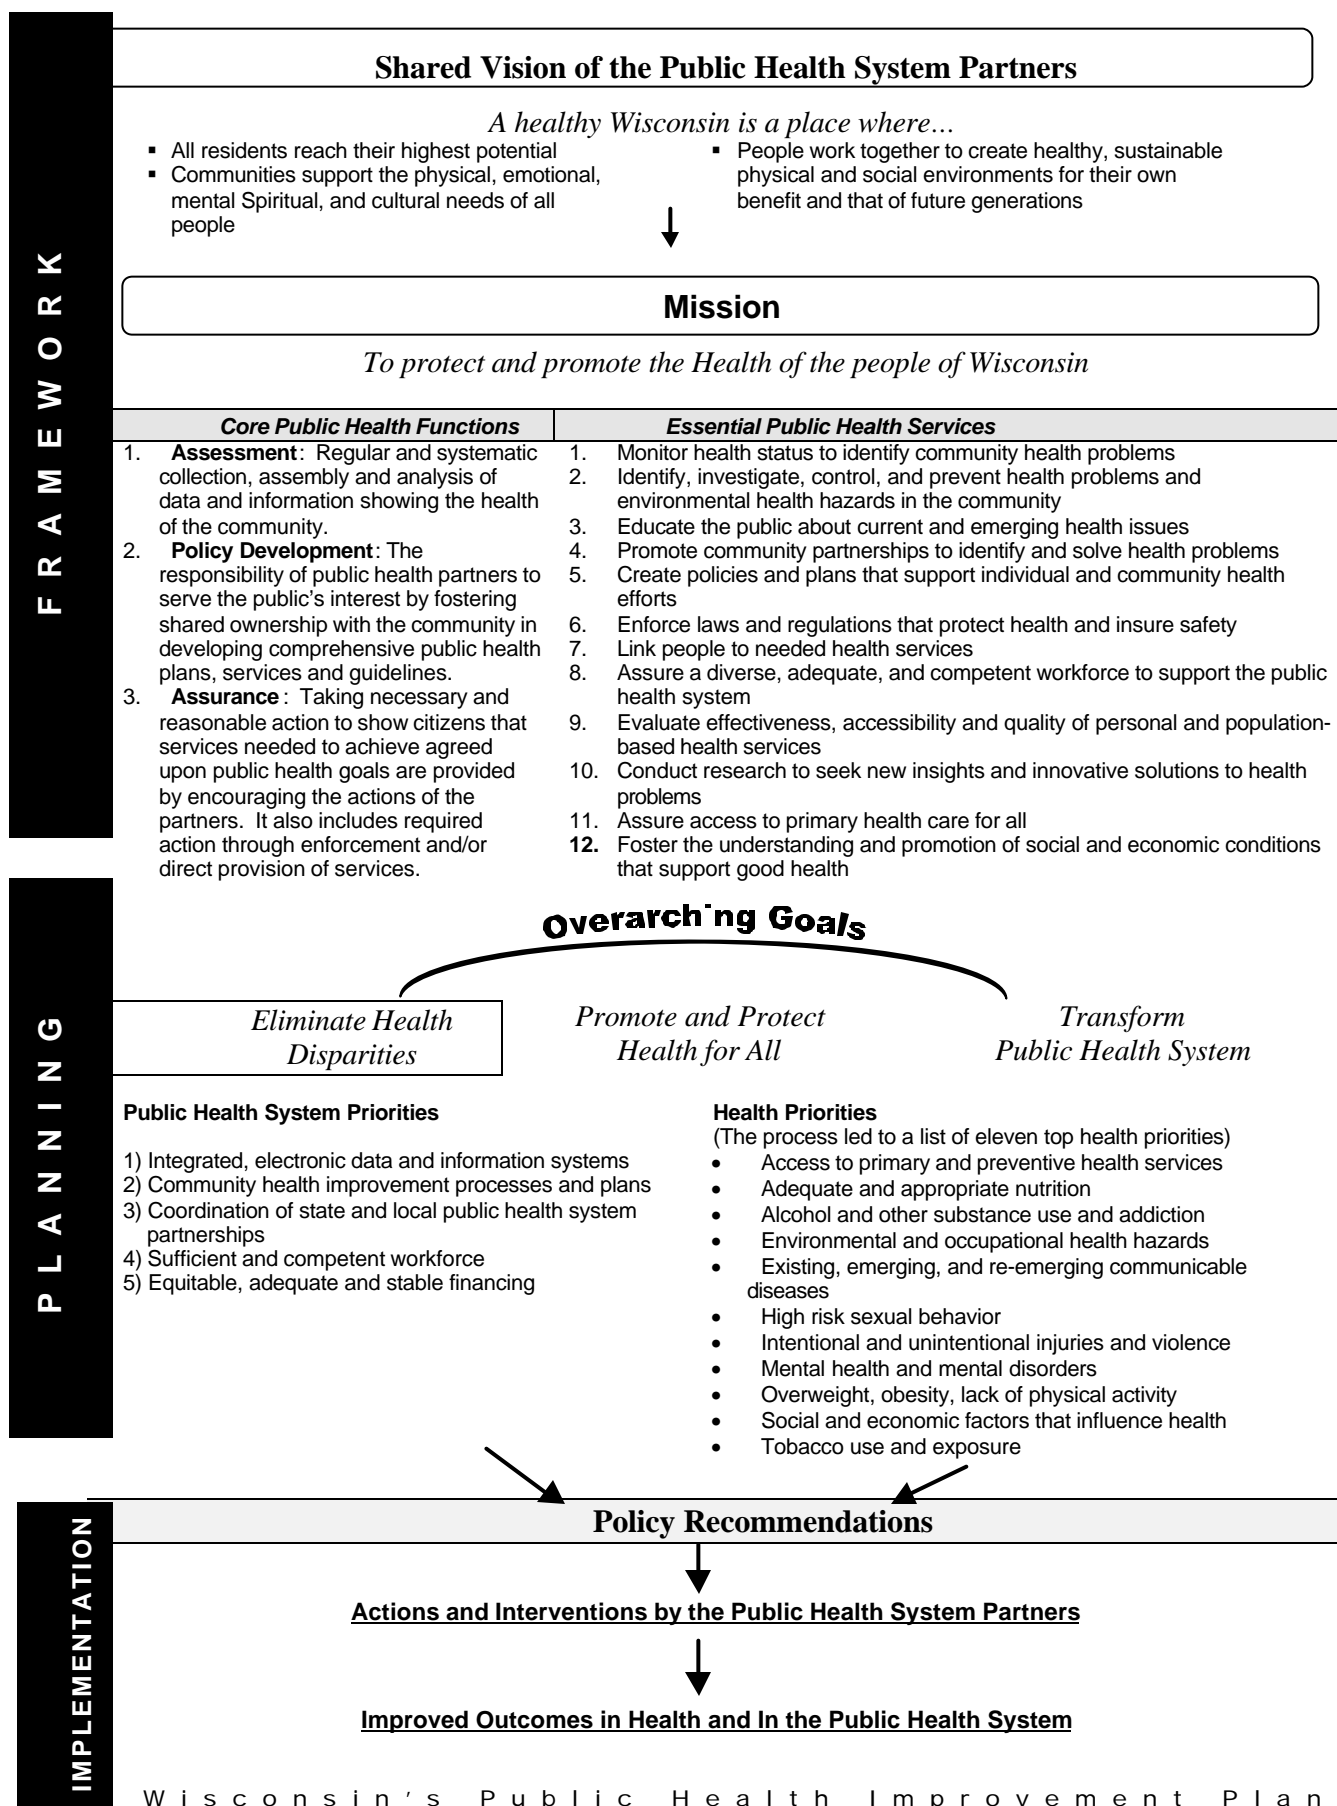 FRAMEWORK
Shared Vision of the Public Health System Partners
A healthy Wisconsin is a place where…
▪ All residents reach their highest potential
▪ Communities support the physical, emotional,
mental Spiritual, and cultural needs of all
people
▪ People work together to create healthy, sustainable
physical and social environments for their own
benefit and that of future generations
Mission
To protect and promote the Health of the people of Wisconsin
Core Public Health Functions
1. Assessment: Regular and systematic
collection, assembly and analysis of
data and information showing the health
of the community.
2. Policy Development: The
responsibility of public health partners to
serve the public's interest by fostering
shared ownership with the community in
developing comprehensive public health
plans, services and guidelines.
3. Assurance: Taking necessary and
reasonable action to show citizens that
services needed to achieve agreed
upon public health goals are provided
by encouraging the actions of the
partners. It also includes required
action through enforcement and/or
direct provision of services.
Essential Public Health Services
1. Monitor health status to identify community health problems
2. Identify, investigate, control, and prevent health problems and
environmental health hazards in the community
3. Educate the public about current and emerging health issues
4. Promote community partnerships to identify and solve health problems
5. Create policies and plans that support individual and community health
efforts
6. Enforce laws and regulations that protect health and insure safety
7. Link people to needed health services
8. Assure a diverse, adequate, and competent workforce to support the public
health system
9. Evaluate effectiveness, accessibility and quality of personal and population-
based health services
10. Conduct research to seek new insights and innovative solutions to health
problems
11. Assure access to primary health care for all
12. Foster the understanding and promotion of social and economic conditions
that support good health
PLANNING
Overarching Goals
Eliminate Health
Disparities
Promote and Protect
Health for All
Transform
Public Health System
Public Health System Priorities
1) Integrated, electronic data and information systems
2) Community health improvement processes and plans
3) Coordination of state and local public health system
partnerships
4) Sufficient and competent workforce
5) Equitable, adequate and stable financing
Health Priorities
(The process led to a list of eleven top health priorities)
• Access to primary and preventive health services
• Adequate and appropriate nutrition
• Alcohol and other substance use and addiction
• Environmental and occupational health hazards
• Existing, emerging, and re-emerging communicable
diseases
• High risk sexual behavior
• Intentional and unintentional injuries and violence
• Mental health and mental disorders
• Overweight, obesity, lack of physical activity
• Social and economic factors that influence health
• Tobacco use and exposure
IMPLEMENTATION
Policy Recommendations
Actions and Interventions by the Public Health System Partners
Improved Outcomes in Health and In the Public Health System
Wisconsin's Public Health Improvement Plan